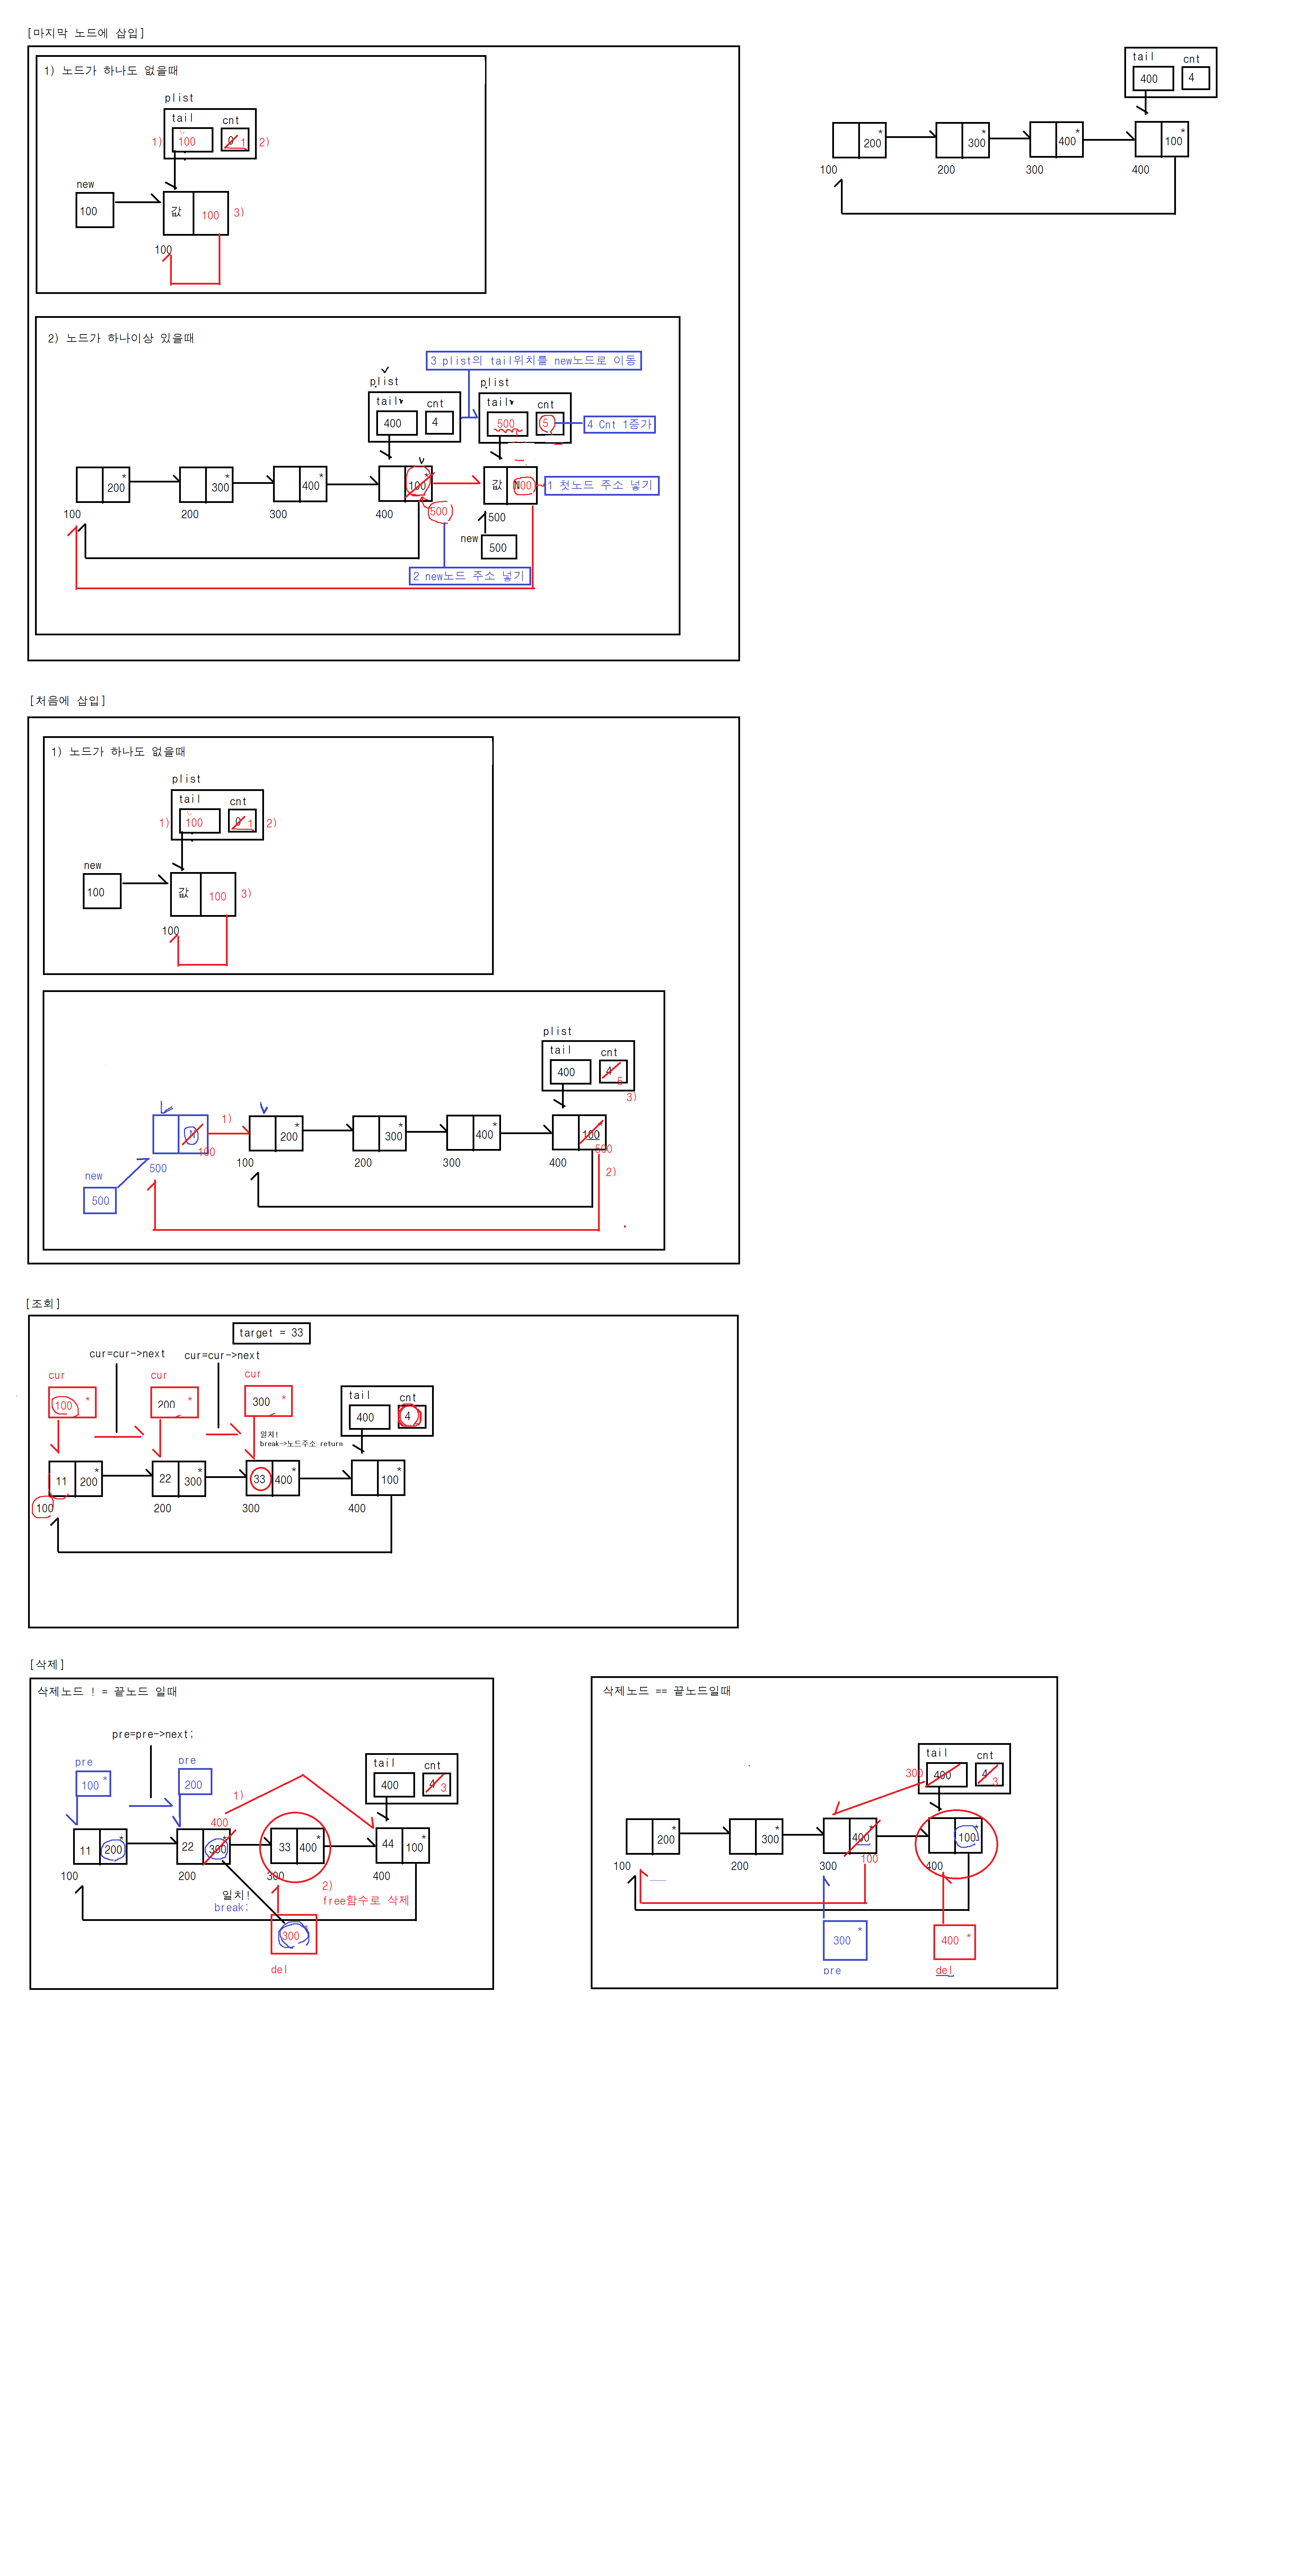 [마지막 노드에 삽입]
1) 노드가 하나도 없을때
plist
tail cnt
1) 100 0 1 2)
new
100
값 100 3)
100
tail cnt
400 4
* * * *
200 300 400 100
100 200 300 400
2) 노드가 하나이상 있을때
3 plist의 tail위치를 new노드로 이동
plist plist
tail cnt tail cnt
400 4 500 5
4 Cnt 1증가
* * * *
200 300 400 100 값
1 첫노드 주소 넣기
100 200 300 400 500 500
new 500
2 new노드 주소 넣기
[처음에 삽입]
1) 노드가 하나도 없을때
plist
tail cnt
1) 100 0 1 2)
new
100
값 100 3)
100
plist
tail cnt
400 4 5
3)
1)
* * * *
N 200 300 400 100
100 500
500 100 200 300 400
2)
new
500
[조회]
target = 33
cur=cur->next cur=cur->next
cur cur cur
100 * 200 * 300 *
tail cnt
400 4
일치!
break->노드주소 return
* * * *
11 200 22 300 33 400 100
100 200 300 400
[삭제]
삭제노드 ! = 끝노드 일때
pre=pre->next;
pre pre
100 * 200
tail cnt
400 4 3
1)
400
* * * *
11 200 22 300 33 400 44 100
100 200 300 400
2)
일치!
free함수로 삭제
break;
300
del
삭제노드 == 끝노드일때
tail cnt
300 400 4 3
* * * *
200 300 400 100
100
100 200 300 400
300 * 400 *
pre del